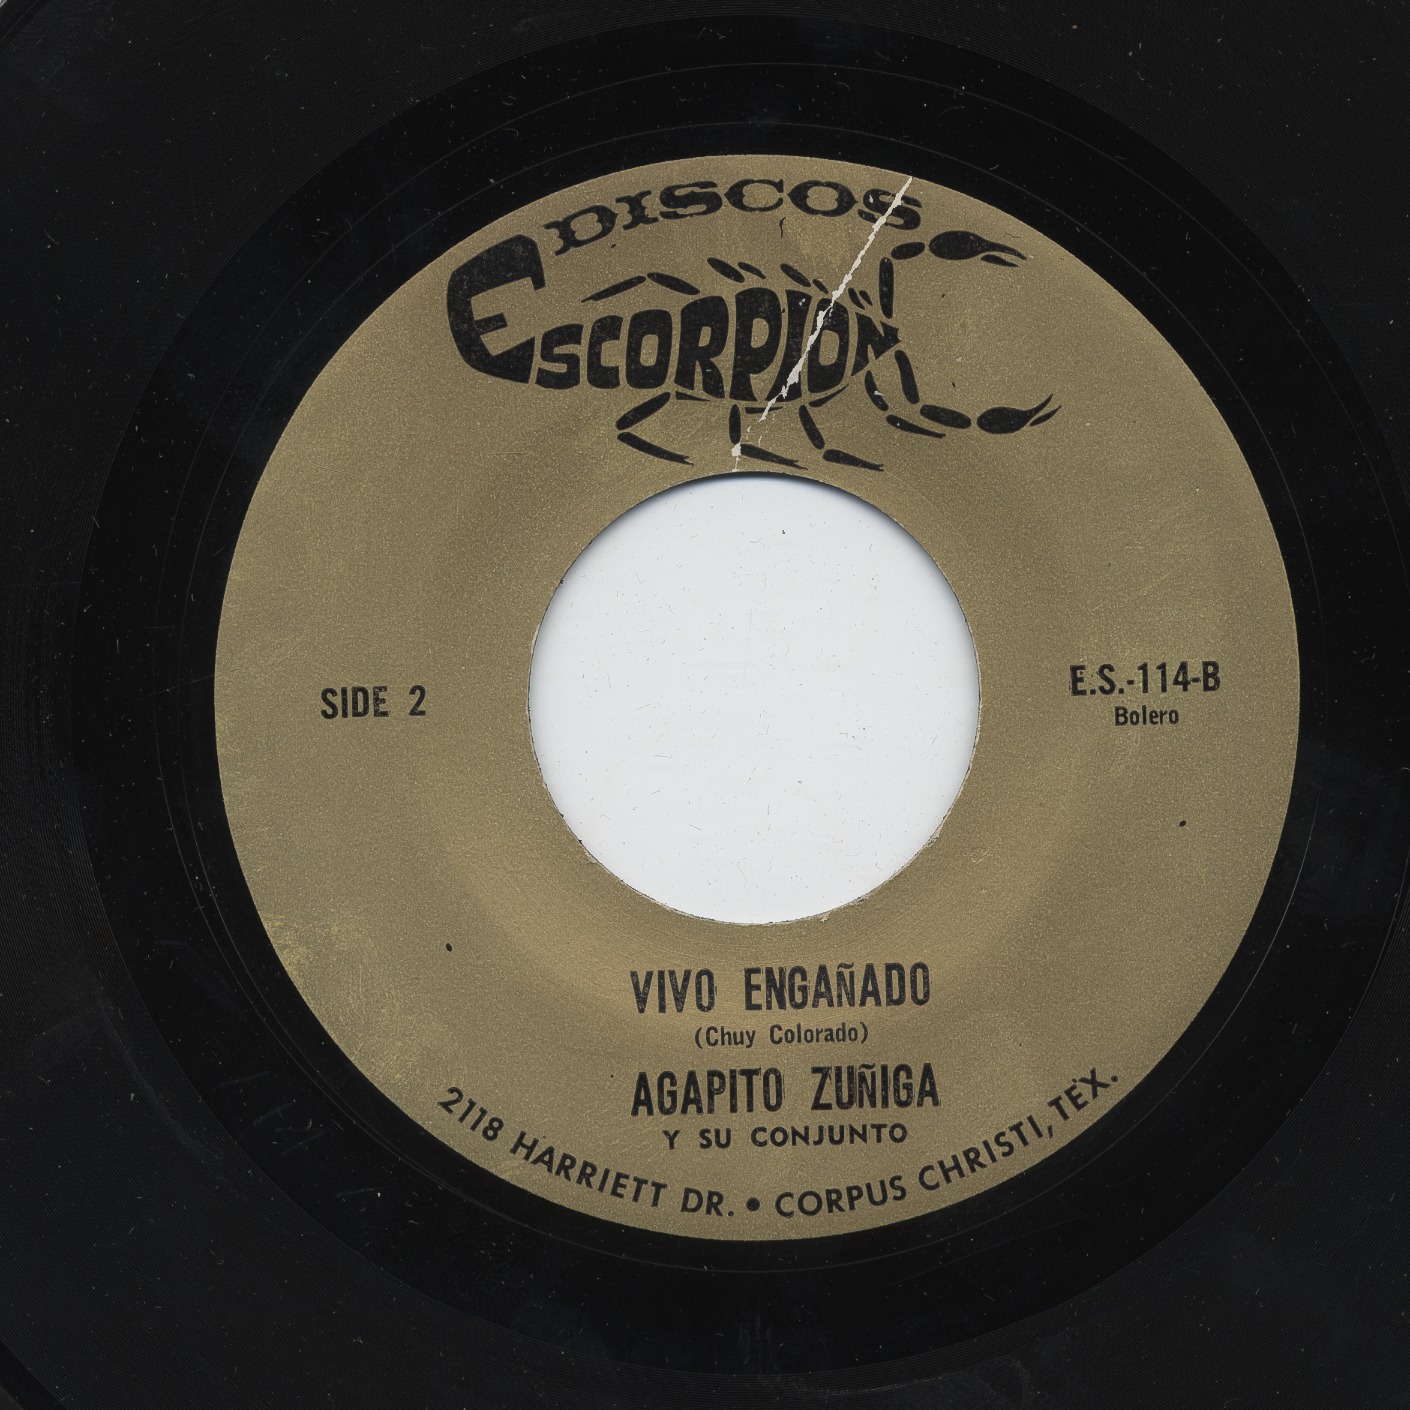 DISCOS
ESCORPION
SIDE 2
E.S.-114-B
Bolero
VIVO ENGAÑADO
(Chuy Colorado)
AGAPITO ZUÑIGA
Y SU CONJUNTO
2118 HARRIETT DR. • CORPUS CHRISTI, TEX.